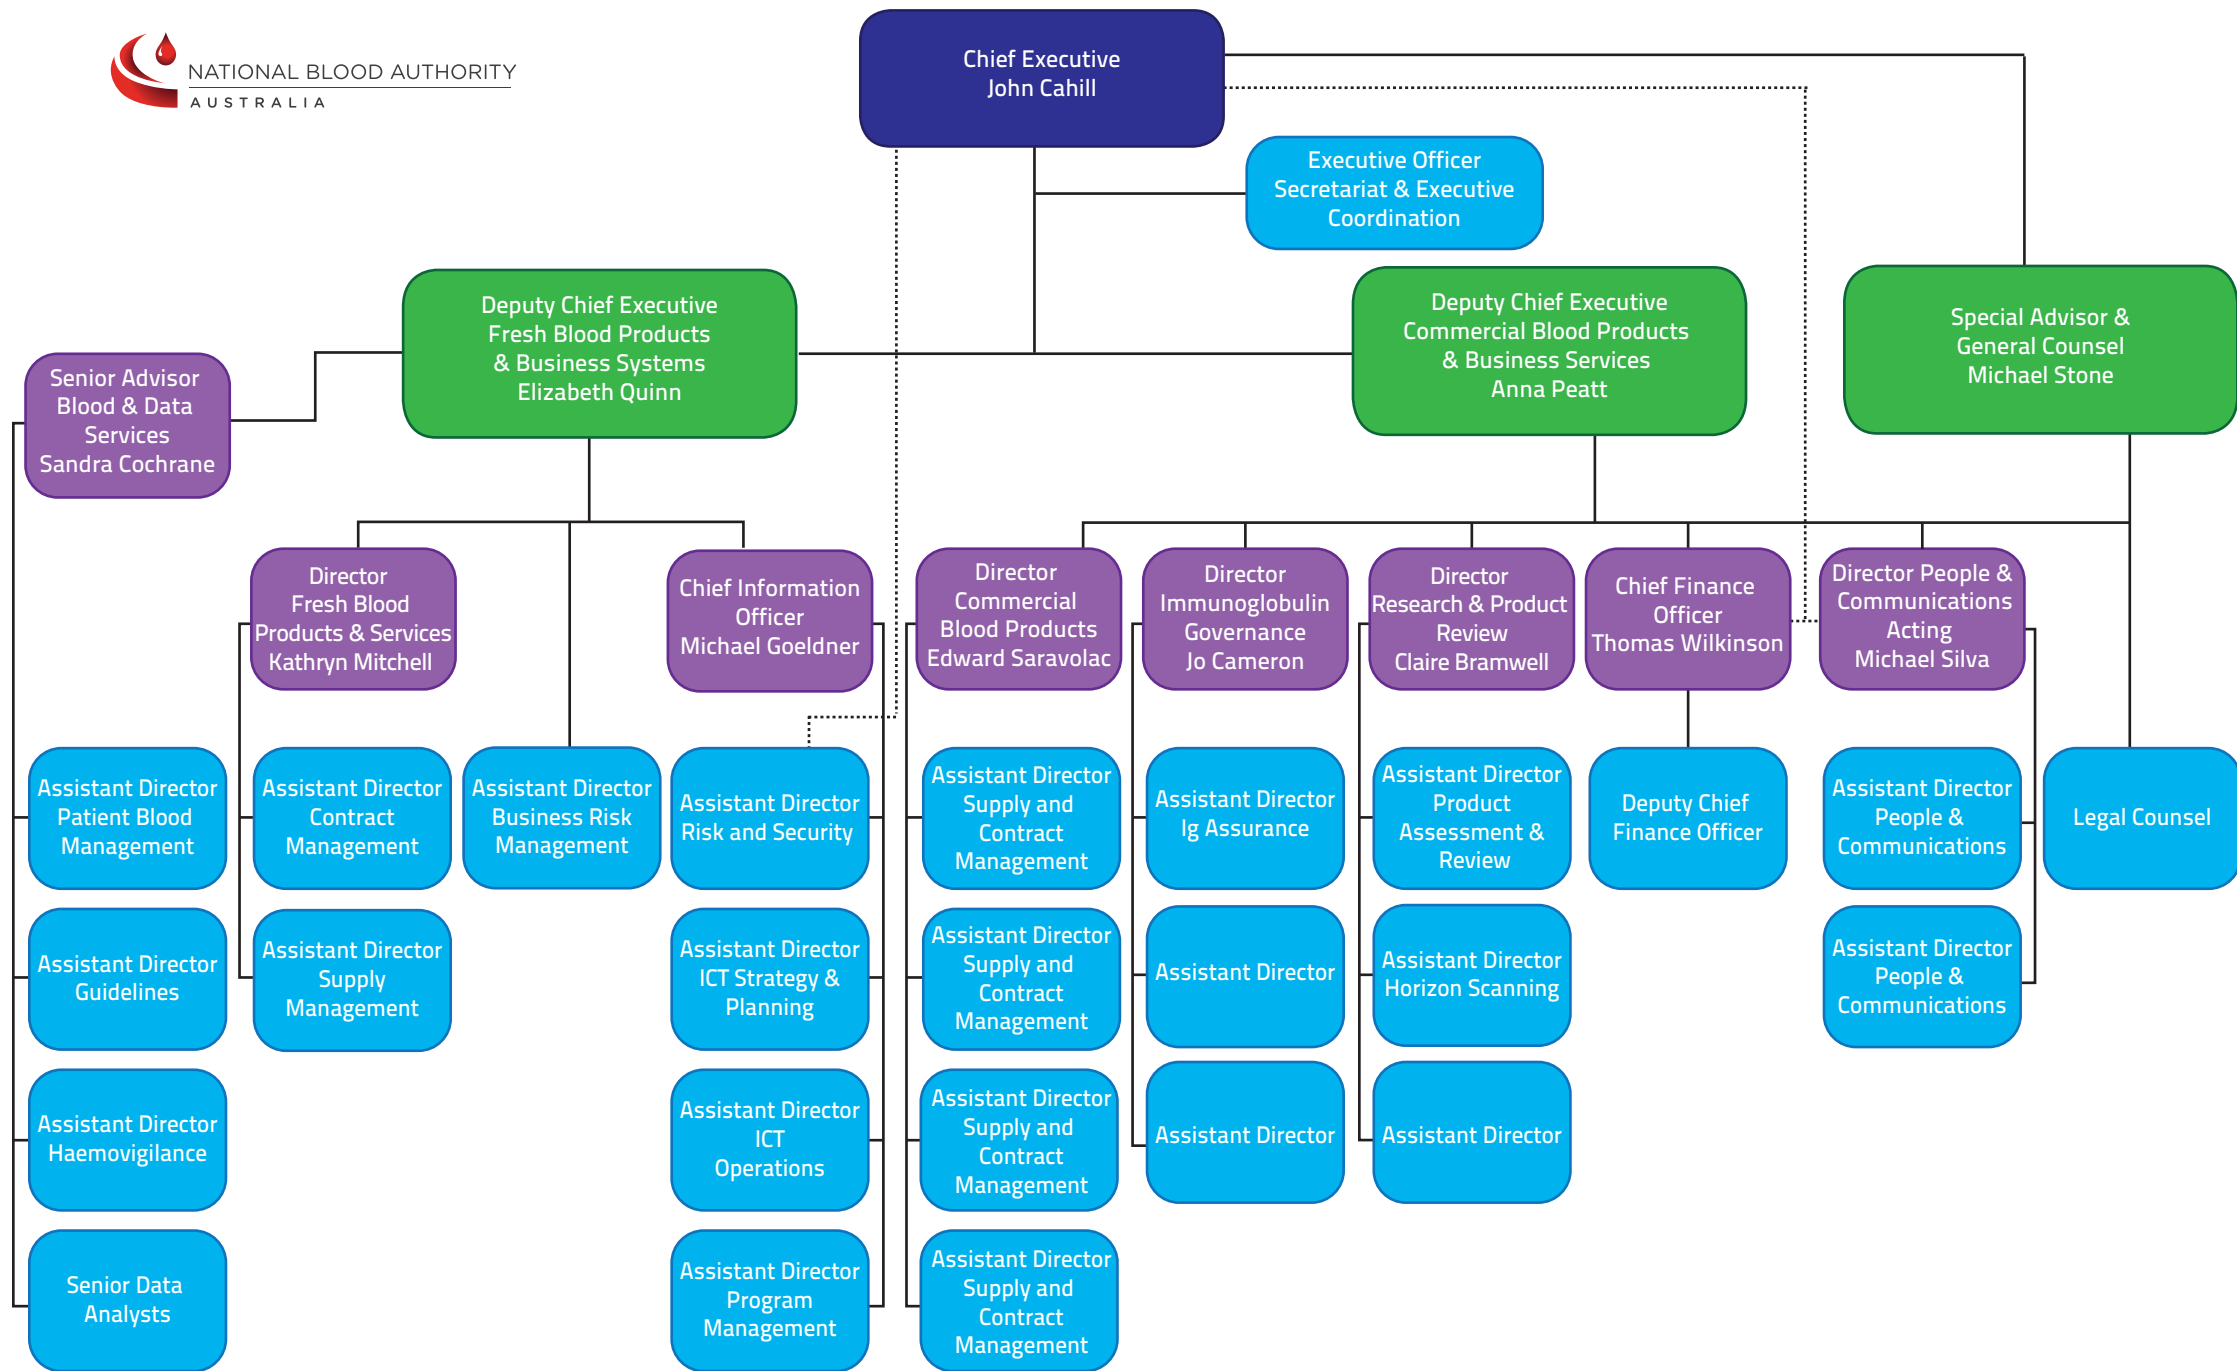 NATIONAL BLOOD AUTHORITY
AUSTRALIA
Chief Executive
John Cahill
Executive Officer
Secretariat & Executive
Coordination
Deputy Chief Executive
Fresh Blood Products
& Business Systems
Elizabeth Quinn
Deputy Chief Executive
Commercial Blood Products
& Business Services
Anna Peatt
Special Advisor &
General Counsel
Michael Stone
Senior Advisor
Blood & Data
Services
Sandra Cochrane
Director
Fresh Blood
Products & Services
Kathryn Mitchell
Chief Information
Officer
Michael Goeldner
Director
Commercial
Blood Products
Edward Saravolac
Director
Immunoglobulin
Governance
Jo Cameron
Director
Research & Product
Review
Claire Bramwell
Chief Finance
Officer
Thomas Wilkinson
Director People &
Communications
Acting
Michael Silva
Assistant Director
Patient Blood
Management
Assistant Director
Contract
Management
Assistant Director
Business Risk
Management
Assistant Director
Risk and Security
Assistant Director
Supply and
Contract
Management
Assistant Director
Ig Assurance
Assistant Director
Product
Assessment &
Review
Deputy Chief
Finance Officer
Assistant Director
People &
Communications
Legal Counsel
Assistant Director
Guidelines
Assistant Director
Supply
Management
Assistant Director
ICT Strategy &
Planning
Assistant Director
Supply and
Contract
Management
Assistant Director
Assistant Director
Horizon Scanning
Assistant Director
People &
Communications
Assistant Director
Haemovigilance
Assistant Director
ICT
Operations
Assistant Director
Supply and
Contract
Management
Assistant Director
Assistant Director
Senior Data
Analysts
Assistant Director
Program
Management
Assistant Director
Supply and
Contract
Management